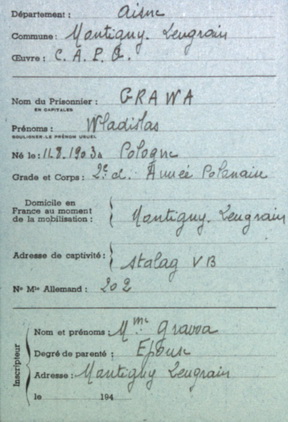 Département : Aisne
Commune : Montigny. Lengrain
Œuvre : C. A. P. G.
Nom du Prisonnier : GRAWA
EN CAPITALES
Prénoms : Wladislas
SOULIGNER LE PRÉNOM USUEL
Né le : 11.8.1903 à Pologne
Grade et Corps : 2e cl. Armée Polonaise
Domicile en
France au moment
de la mobilisation : Montigny. Lengrain
Adresse de captivité : Stalag V B
No Mle Allemand : 202
Inscripteur
Nom et prénoms : Mme Grawa
Degré de parenté : Epouse
Adresse : Montigny Lengrain
le 194